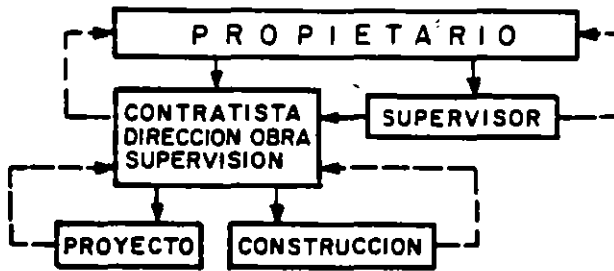 PROPIETARIO
CONTRATISTA
DIRECCION OBRA
SUPERVISION
SUPERVISOR
PROYECTO
CONSTRUCCION